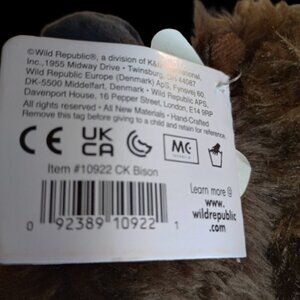 ©Wild Republic®, a division of K&M International,
Inc.,1955 Midway Drive • Twinsburg, OH 44087
Wild Republic Europe (Denmark) ApS, Fynsvej 60,
DK-5500 Middelfart, Denmark • Wild Republic APS,
Davenport House, 16 Pepper Street, London, E14 9RP
All rights reserved • All New Materials • Hand-Crafted
Remove this tag before giving to a child and retain for reference.
CE UK CA MC
Item #10922 CK Bison
0 92389 10922 1
Learn more @
www.
wildrepublic
.com